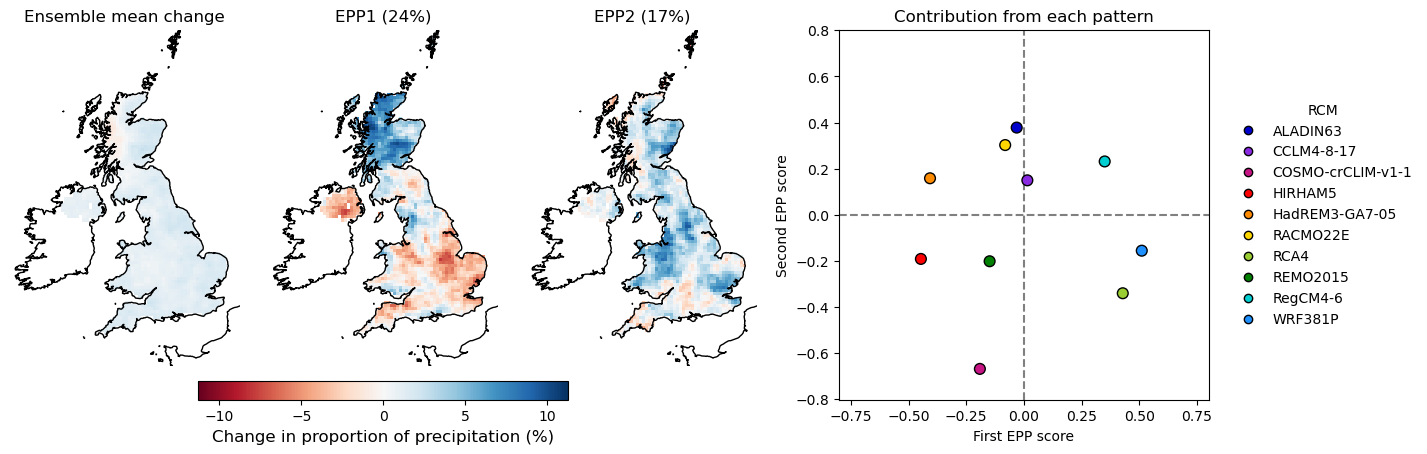 Ensemble mean change
EPP1 (24%)
EPP2 (17%)
−10
−5
0
5
10
Change in proportion of precipitation (%)
Contribution from each pattern
0.8
0.6
0.4
0.2
0.0
−0.2
−0.4
−0.6
−0.8
Second EPP score
−0.75
−0.50
−0.25
0.00
0.25
0.50
0.75
First EPP score
RCM
ALADIN63
CCLM4-8-17
COSMO-crCLIM-v1-1
HIRHAM5
HadREM3-GA7-05
RACMO22E
RCA4
REMO2015
RegCM4-6
WRF381P